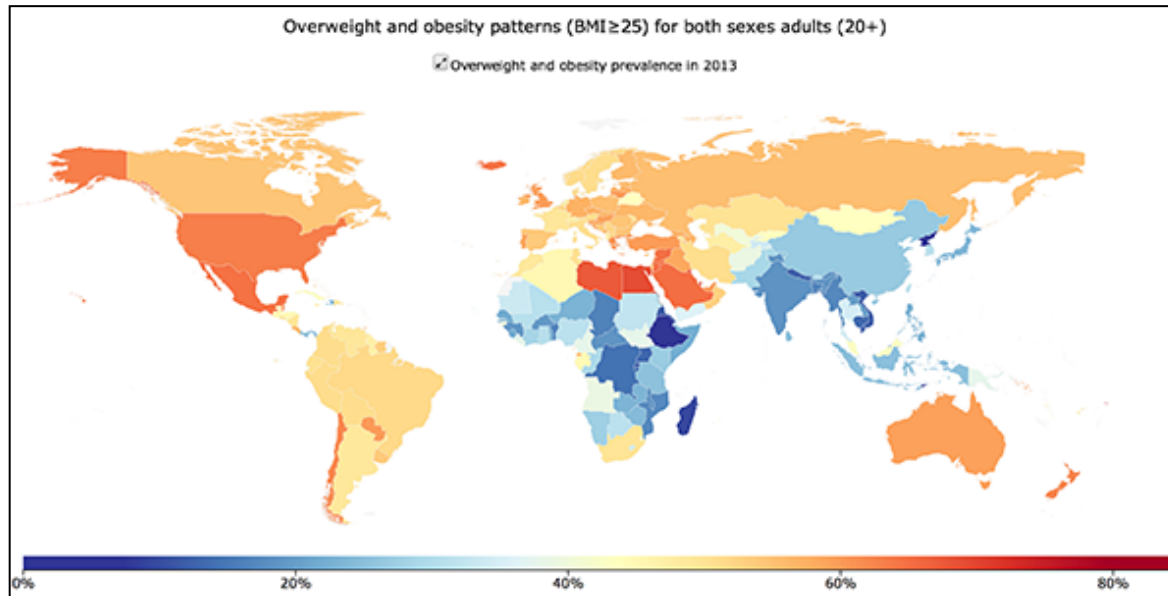 Overweight and obesity patterns (BMI≥25) for both sexes adults (20+)
Overweight and obesity prevalence in 2013
0% 20% 40% 60% 80%